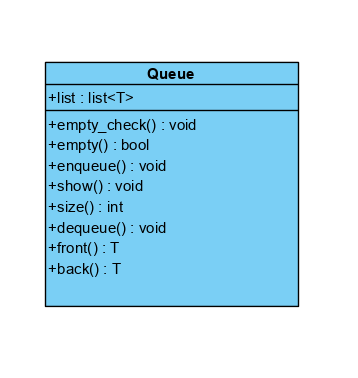 Queue
+list : list<T>
+empty_check() : void
+empty() : bool
+enqueue() : void
+show() : void
+size() : int
+dequeue() : void
+front() : T
+back() : T